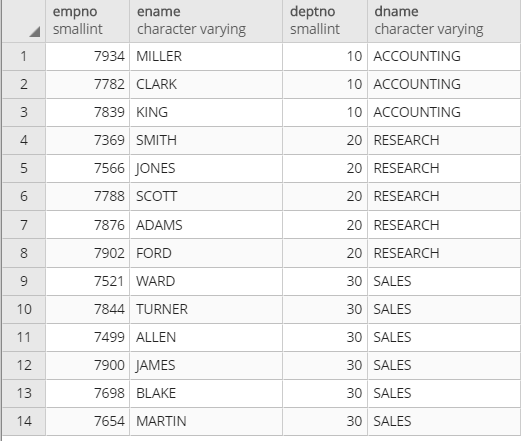 empno ename deptno dname
smallint character varying smallint character varying
1 7934 MILLER 10 ACCOUNTING
2 7782 CLARK 10 ACCOUNTING
3 7839 KING 10 ACCOUNTING
4 7369 SMITH 20 RESEARCH
5 7566 JONES 20 RESEARCH
6 7788 SCOTT 20 RESEARCH
7 7876 ADAMS 20 RESEARCH
8 7902 FORD 20 RESEARCH
9 7521 WARD 30 SALES
10 7844 TURNER 30 SALES
11 7499 ALLEN 30 SALES
12 7900 JAMES 30 SALES
13 7698 BLAKE 30 SALES
14 7654 MARTIN 30 SALES